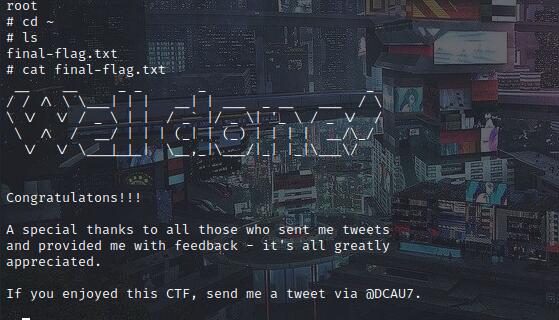 root
# cd ~
# ls
final-flag.txt
# cat final-flag.txt
Well done!
Congratulatons!!!
A special thanks to all those who sent me tweets
and provided me with feedback - it's all greatly
appreciated.
If you enjoyed this CTF, send me a tweet via @DCAU7.